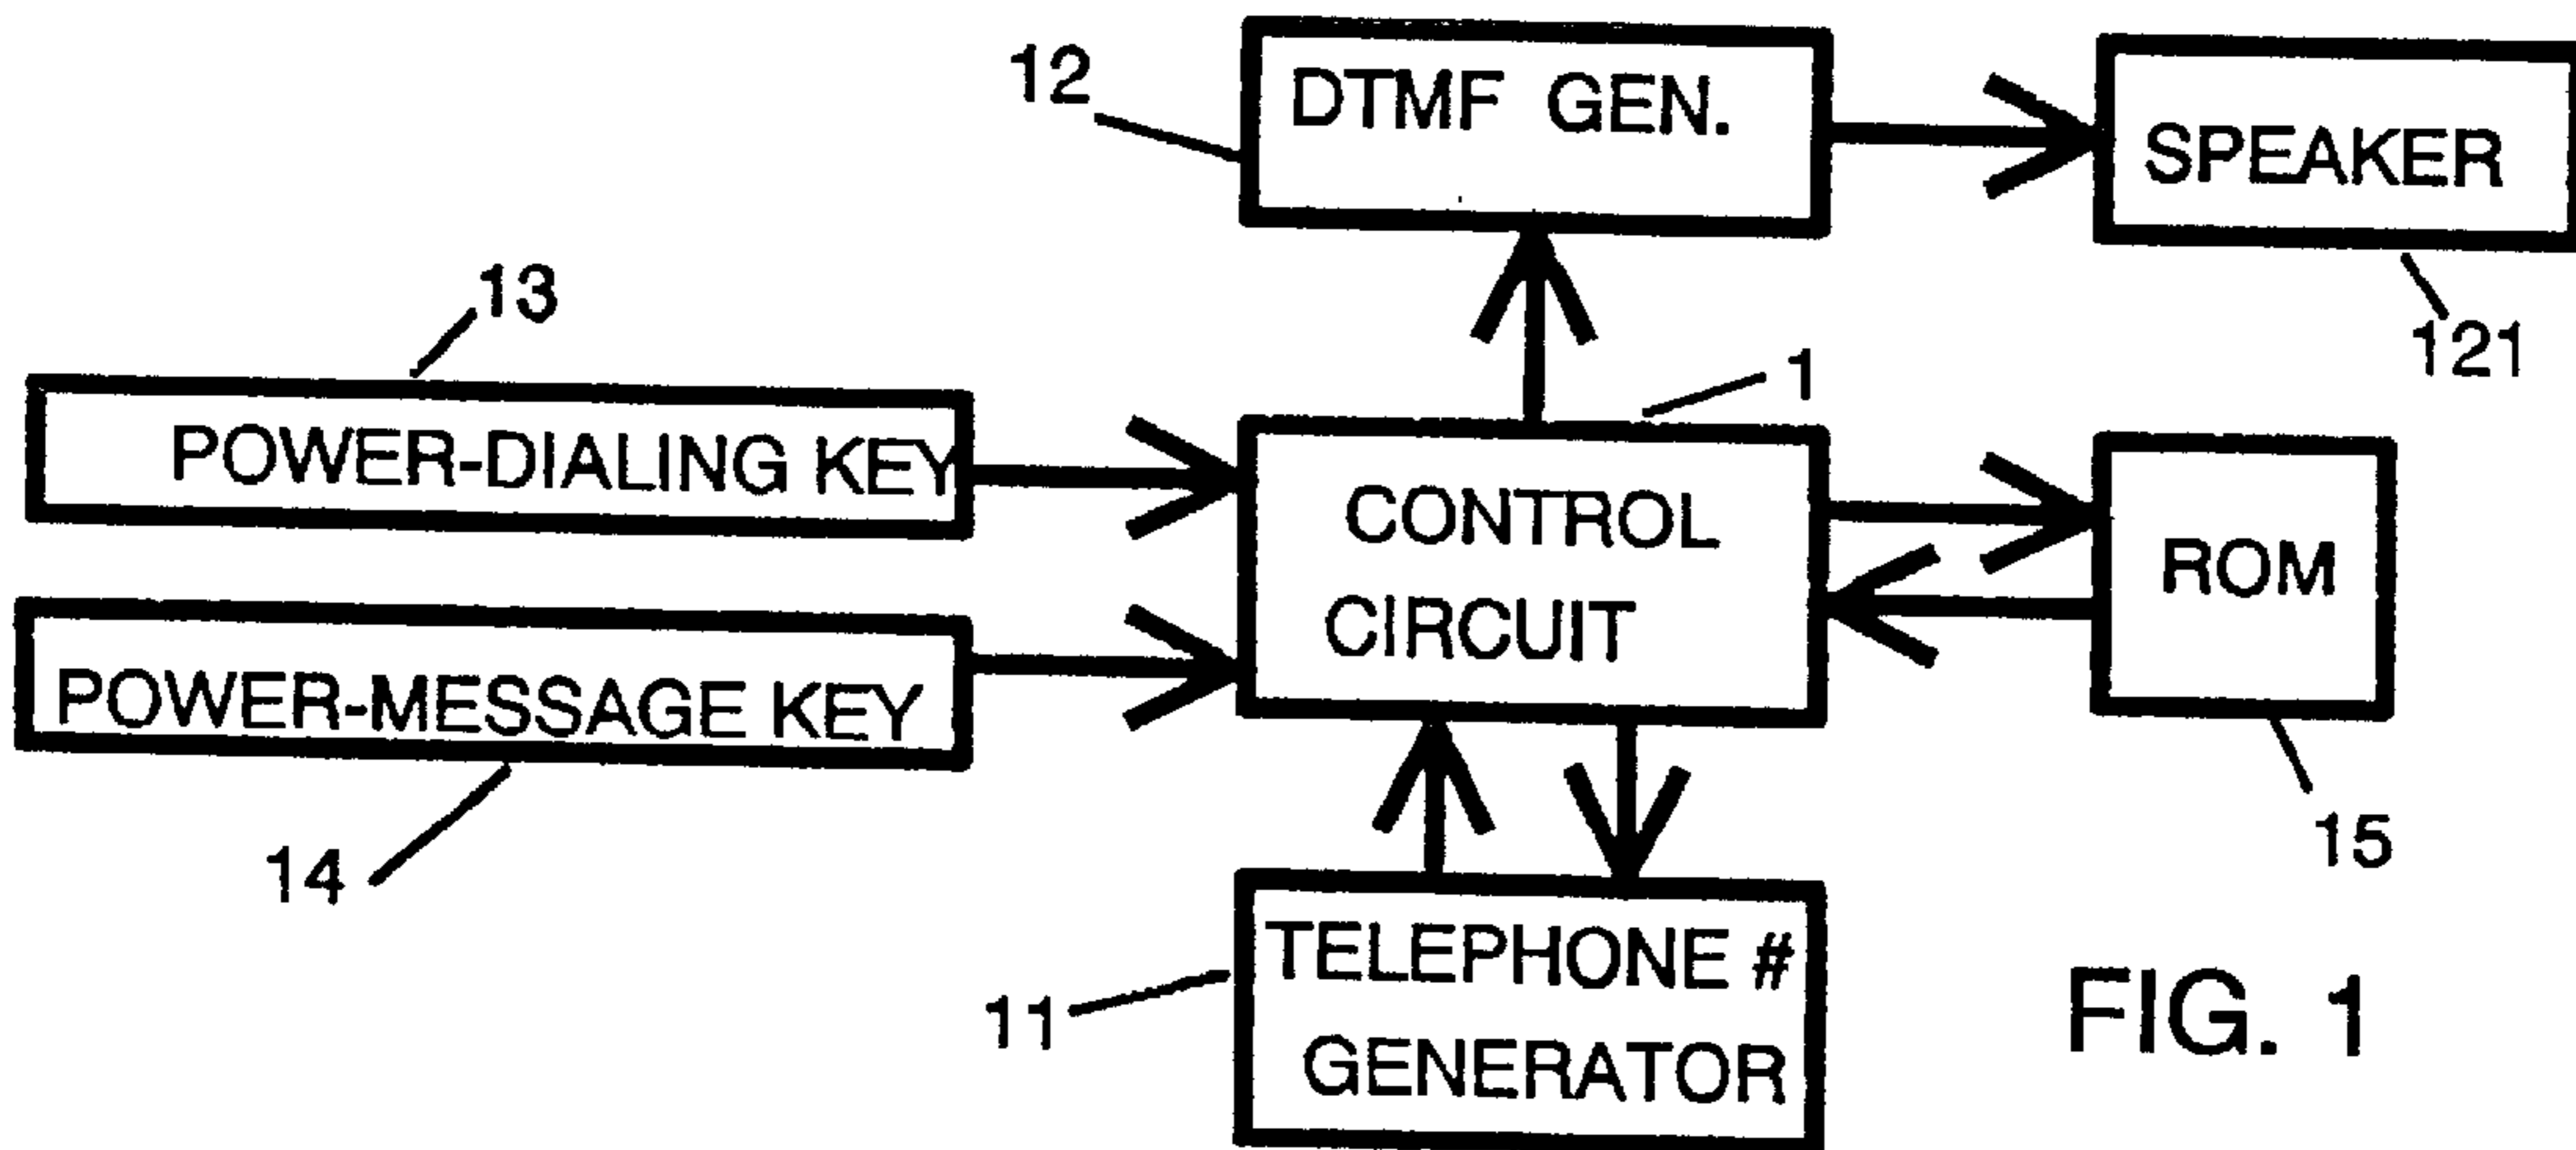 12
DTMF GEN.
SPEAKER
121
13
POWER-DIALING KEY
1
CONTROL
CIRCUIT
ROM
15
POWER-MESSAGE KEY
14
TELEPHONE #
GENERATOR
11
FIG. 1